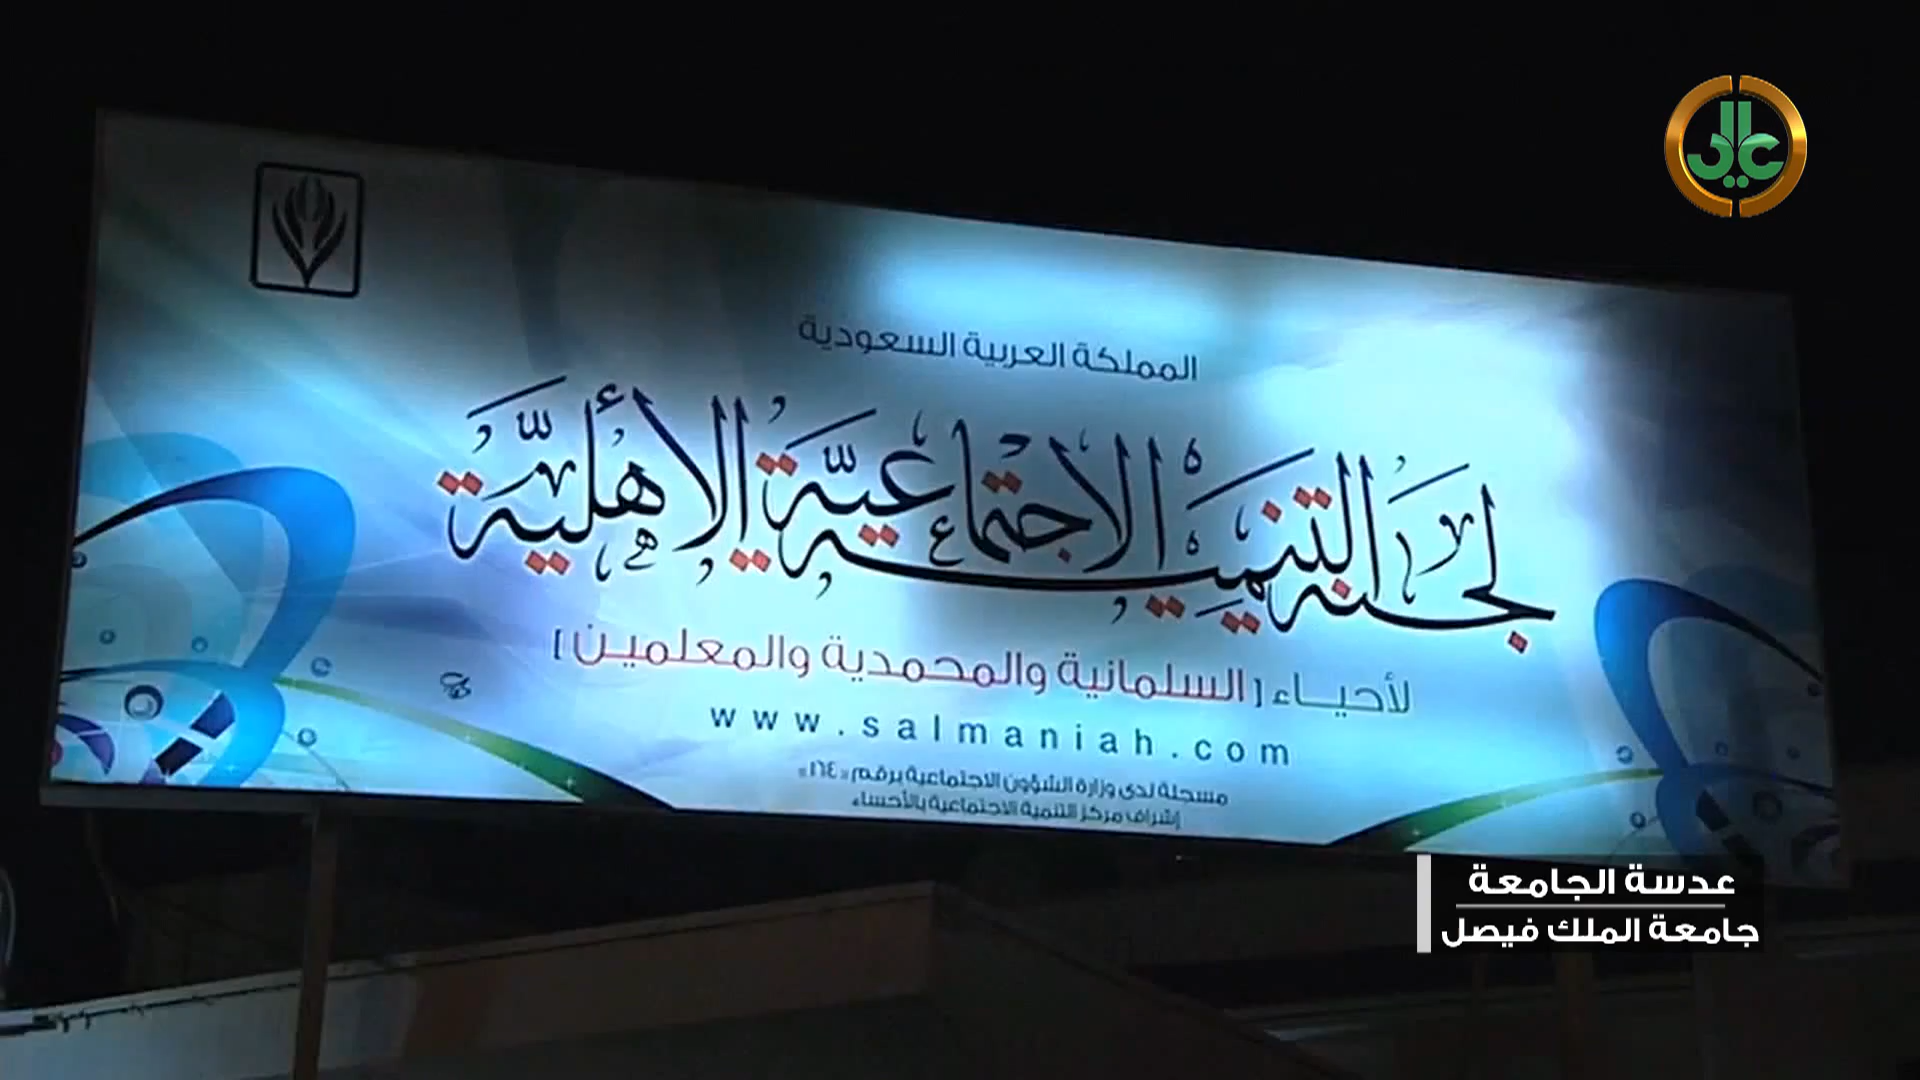 المملكة العربية السعودية
لجنة التنمية الاجتماعية الأهلية
لأحياء [ السلمانية والمحمدية والمعلمين ]
www.salmaniah.com
مسجلة لدى وزارة الشؤون الاجتماعية برقم «١٦٤»
إشراف مركز التنمية الاجتماعية بالأحساء
عدسة الجامعة
جامعة الملك فيصل